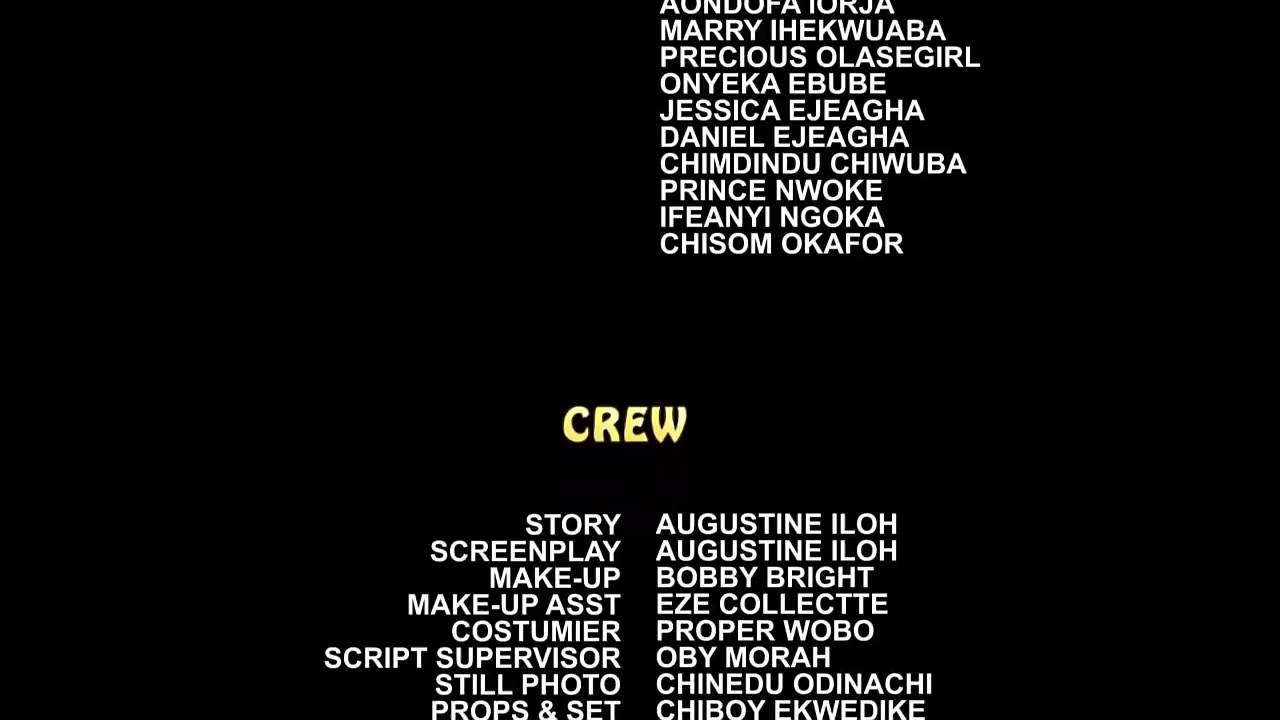 AONDOFA IORJA
MARRY IHEKWUABA
PRECIOUS OLASEGIRL
ONYEKA EBUBE
JESSICA EJEAGHA
DANIEL EJEAGHA
CHIMDINDU CHIWUBA
PRINCE NWOKE
IFEANYI NGOKA
CHISOM OKAFOR
CREW
STORY AUGUSTINE ILOH
SCREENPLAY AUGUSTINE ILOH
MAKE-UP BOBBY BRIGHT
MAKE-UP ASST EZE COLLECTTE
COSTUMIER PROPER WOBO
SCRIPT SUPERVISOR OBY MORAH
STILL PHOTO CHINEDU ODINACHI
PROPS & SET CHIBOY EKWEDIKE